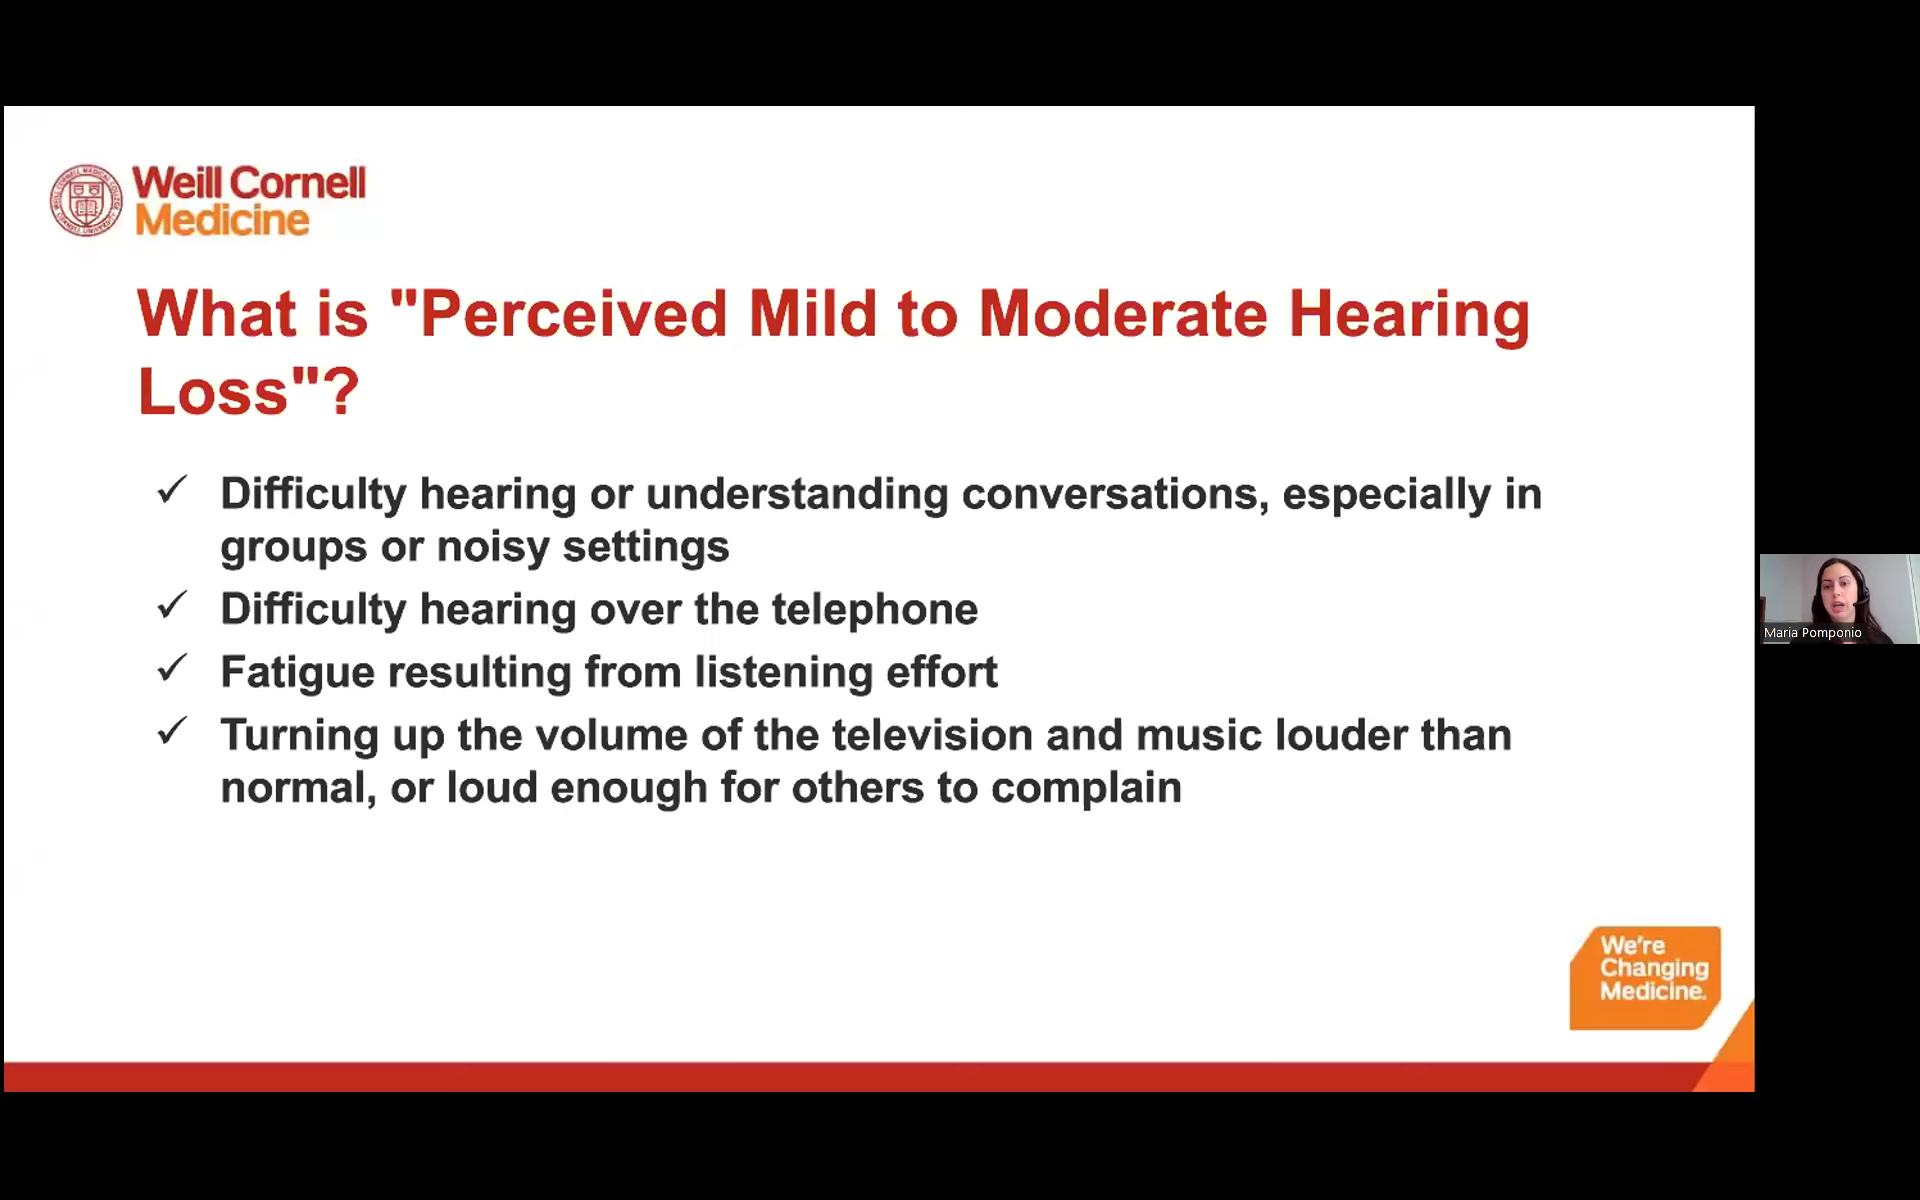 Weill Cornell
Medicine
What is "Perceived Mild to Moderate Hearing
Loss"?
✓ Difficulty hearing or understanding conversations, especially in
groups or noisy settings
✓ Difficulty hearing over the telephone
✓ Fatigue resulting from listening effort
✓ Turning up the volume of the television and music louder than
normal, or loud enough for others to complain
Maria Pomponio
We're
Changing
Medicine.